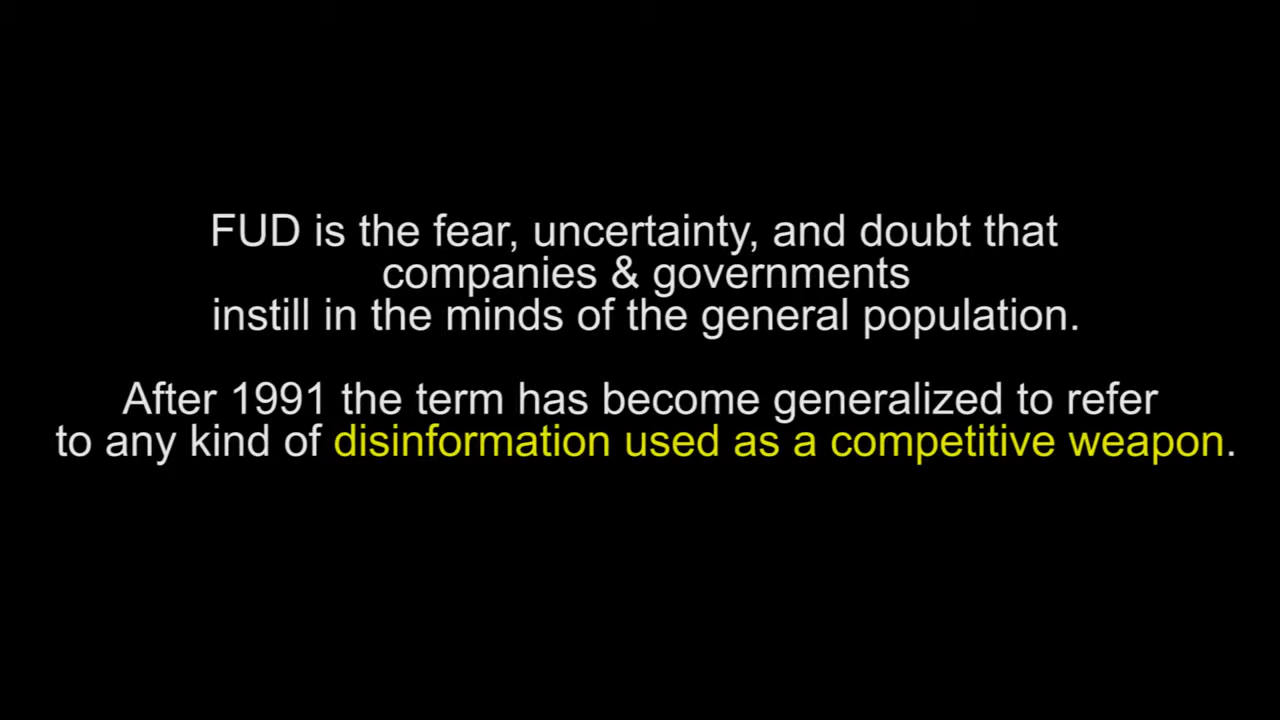 FUD is the fear, uncertainty, and doubt that
companies & governments
instill in the minds of the general population.
After 1991 the term has become generalized to refer
to any kind of disinformation used as a competitive weapon.